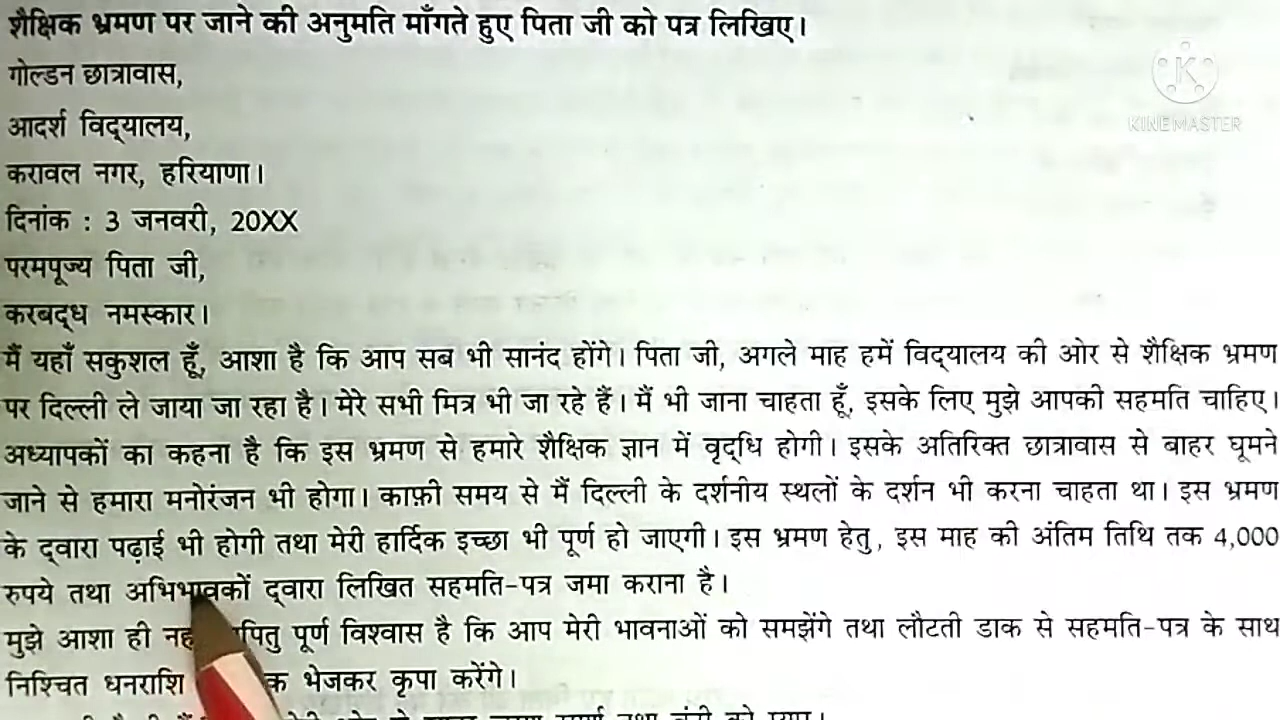 शैक्षिक भ्रमण पर जाने की अनुमति माँगते हुए पिता जी को पत्र लिखिए।
गोल्डन छात्रावास,
आदर्श विद्यालय,
करावल नगर, हरियाणा।
दिनांक : 3 जनवरी, 20XX
परमपूज्य पिता जी,
करबद्ध नमस्कार।
मैं यहाँ सकुशल हूँ, आशा है कि आप सब भी सानंद होंगे। पिता जी, अगले माह हमें विद्यालय की ओर से शैक्षिक भ्रमण
पर दिल्ली ले जाया जा रहा है। मेरे सभी मित्र भी जा रहे हैं। मैं भी जाना चाहता हूँ, इसके लिए मुझे आपकी सहमति चाहिए।
अध्यापकों का कहना है कि इस भ्रमण से हमारे शैक्षिक ज्ञान में वृद्धि होगी। इसके अतिरिक्त छात्रावास से बाहर घूमने
जाने से हमारा मनोरंजन भी होगा। काफ़ी समय से मैं दिल्ली के दर्शनीय स्थलों के दर्शन भी करना चाहता था। इस भ्रमण
के द्वारा पढ़ाई भी होगी तथा मेरी हार्दिक इच्छा भी पूर्ण हो जाएगी। इस भ्रमण हेतु, इस माह की अंतिम तिथि तक 4,000
रुपये तथा अभिभावकों द्वारा लिखित सहमति-पत्र जमा कराना है।
मुझे आशा ही पूर्ण विश्वास है कि आप मेरी भावनाओं को समझेंगे तथा लौटती डाक से सहमति-पत्र के साथ
निश्चित धनराशि भेजकर कृपा करेंगे।
K
KINEMASTER